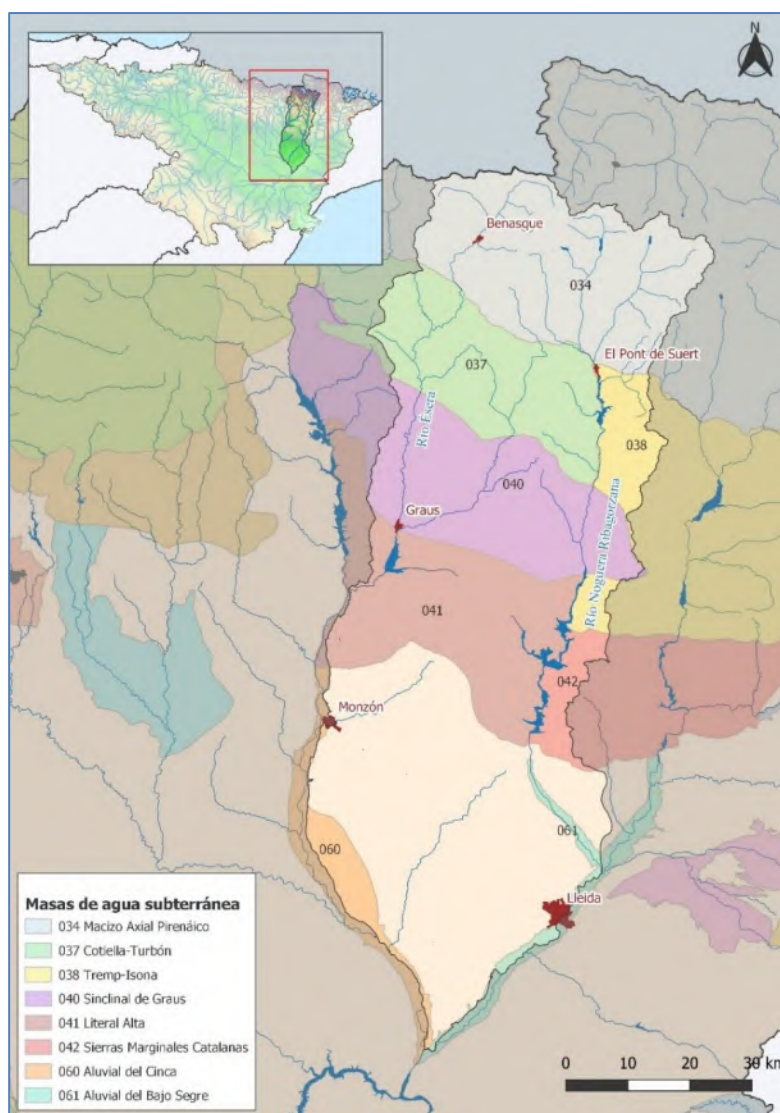 N
Benasque
034
El Pont de Suert
037
Río Ésera
038
040
Graus
Río Noguera Ribagorzana
041
042
Monzón
061
060
Lleida
Masas de agua subterránea
034 Macizo Axial Pirenáico
037 Cotiella-Turbón
038 Tremp-Isona
040 Sinclinal de Graus
041 Literal Alta
042 Sierras Marginales Catalanas
060 Aluvial del Cinca
061 Aluvial del Bajo Segre
0 10 20 30 km